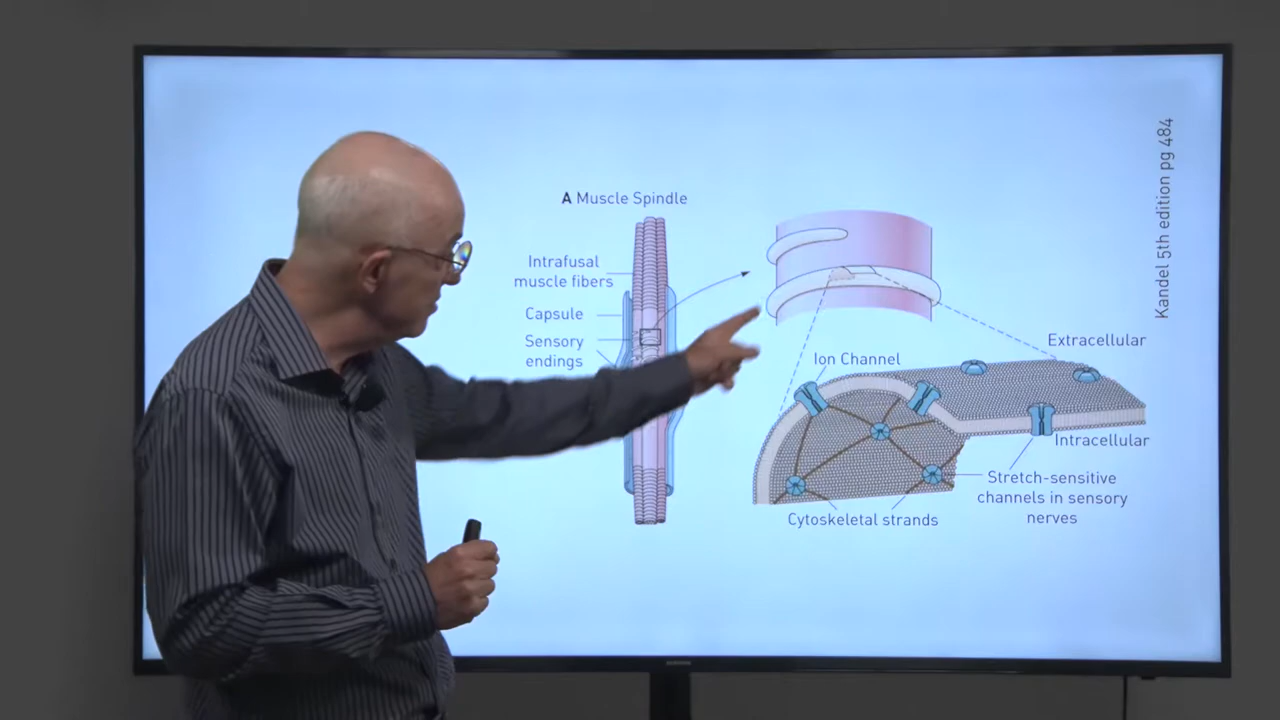 A Muscle Spindle
Intrafusal
muscle fibers
Capsule
Sensory
endings
Ion Channel
Extracellular
Intracellular
Stretch-sensitive
channels in sensory
nerves
Cytoskeletal strands
Kandel 5th edition pg 484
SAMSUNG